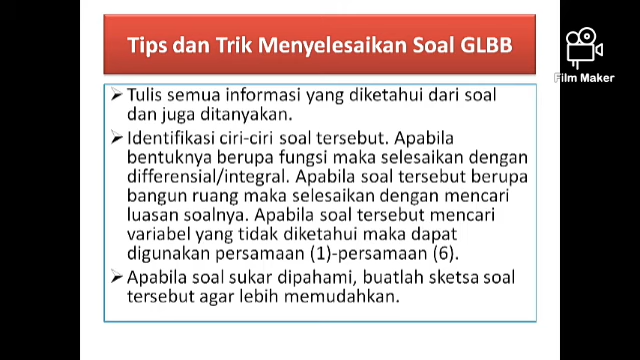 Tips dan Trik Menyelesaikan Soal GLBB
Film Maker
➢ Tulis semua informasi yang diketahui dari soal
dan juga ditanyakan.
➢ Identifikasi ciri-ciri soal tersebut. Apabila
bentuknya berupa fungsi maka selesaikan dengan
differensial/integral. Apabila soal tersebut berupa
bangun ruang maka selesaikan dengan mencari
luasan soalnya. Apabila soal tersebut mencari
variabel yang tidak diketahui maka dapat
digunakan persamaan (1)-persamaan (6).
➢ Apabila soal sukar dipahami, buatlah sketsa soal
tersebut agar lebih memudahkan.